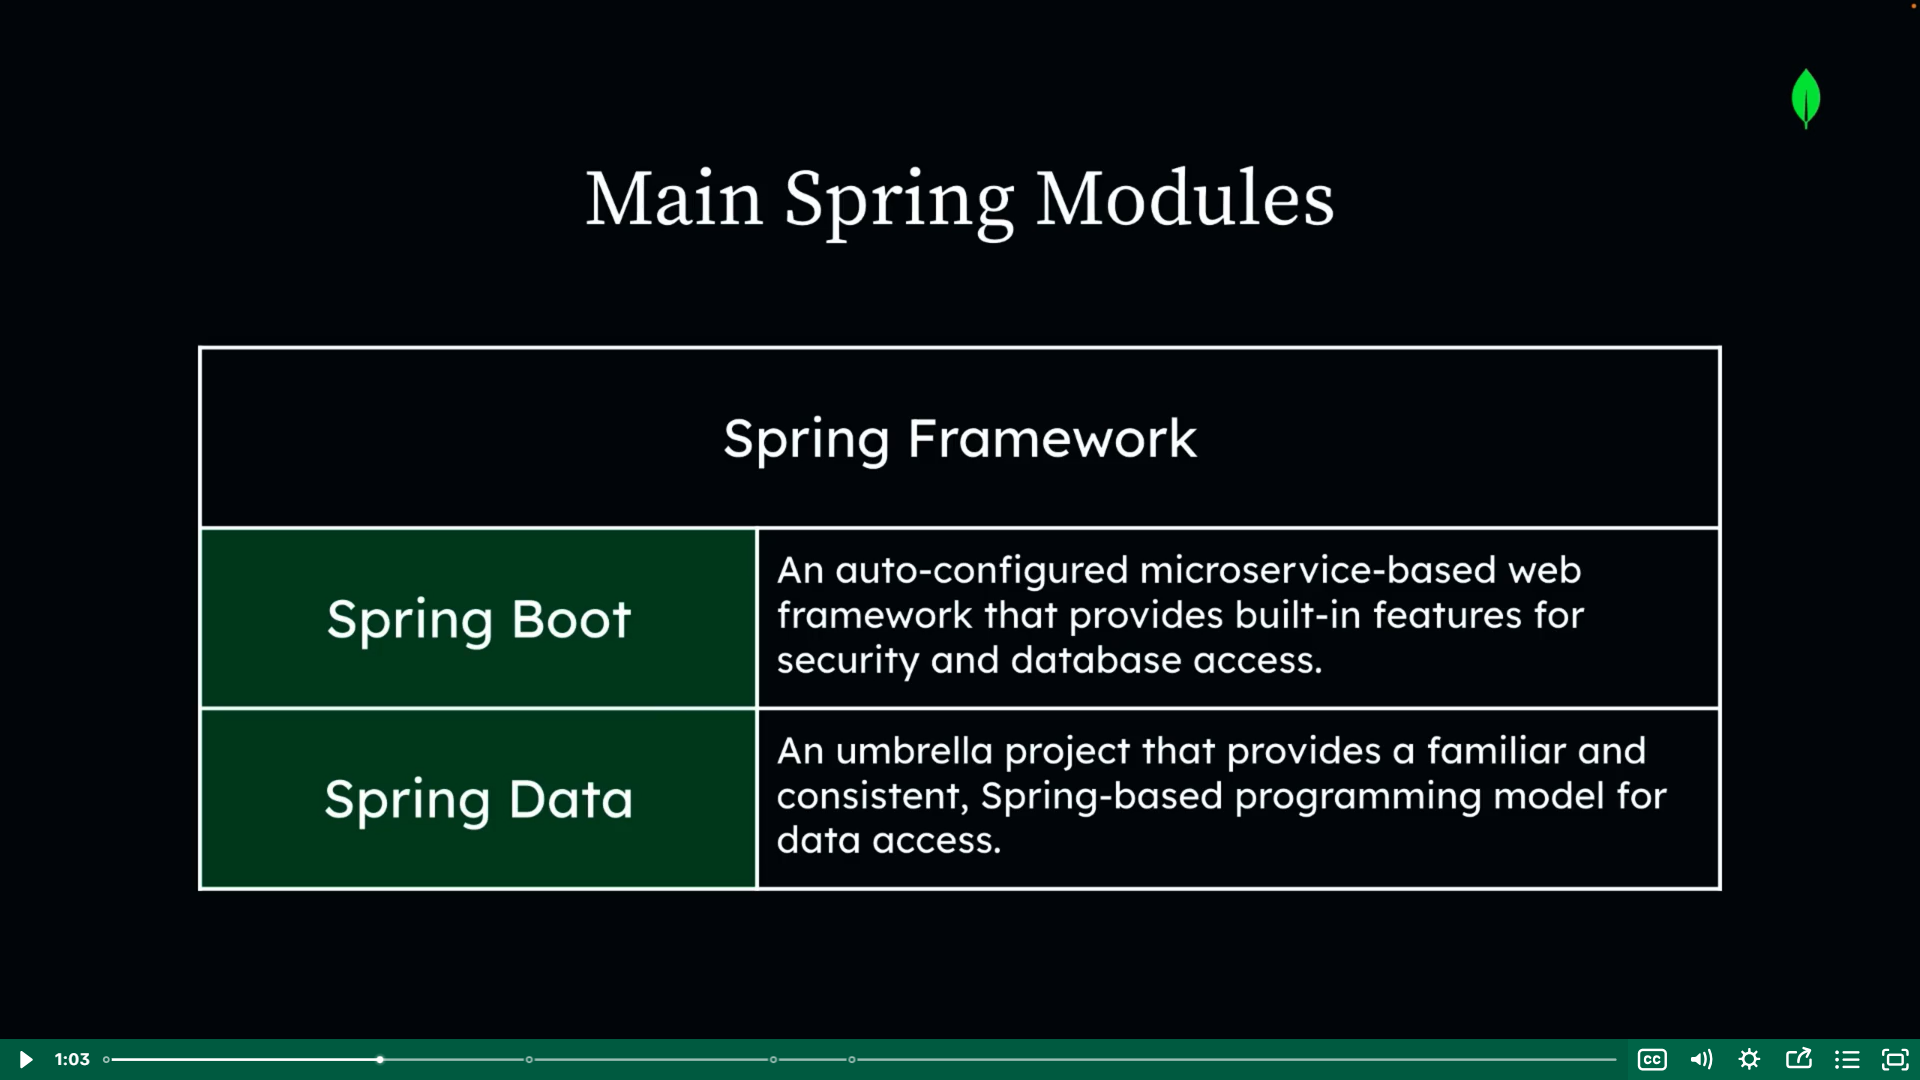 Main Spring Modules
Spring Framework
Spring Boot
An auto-configured microservice-based web
framework that provides built-in features for
security and database access.
Spring Data
An umbrella project that provides a familiar and
consistent, Spring-based programming model for
data access.
1:03
CC